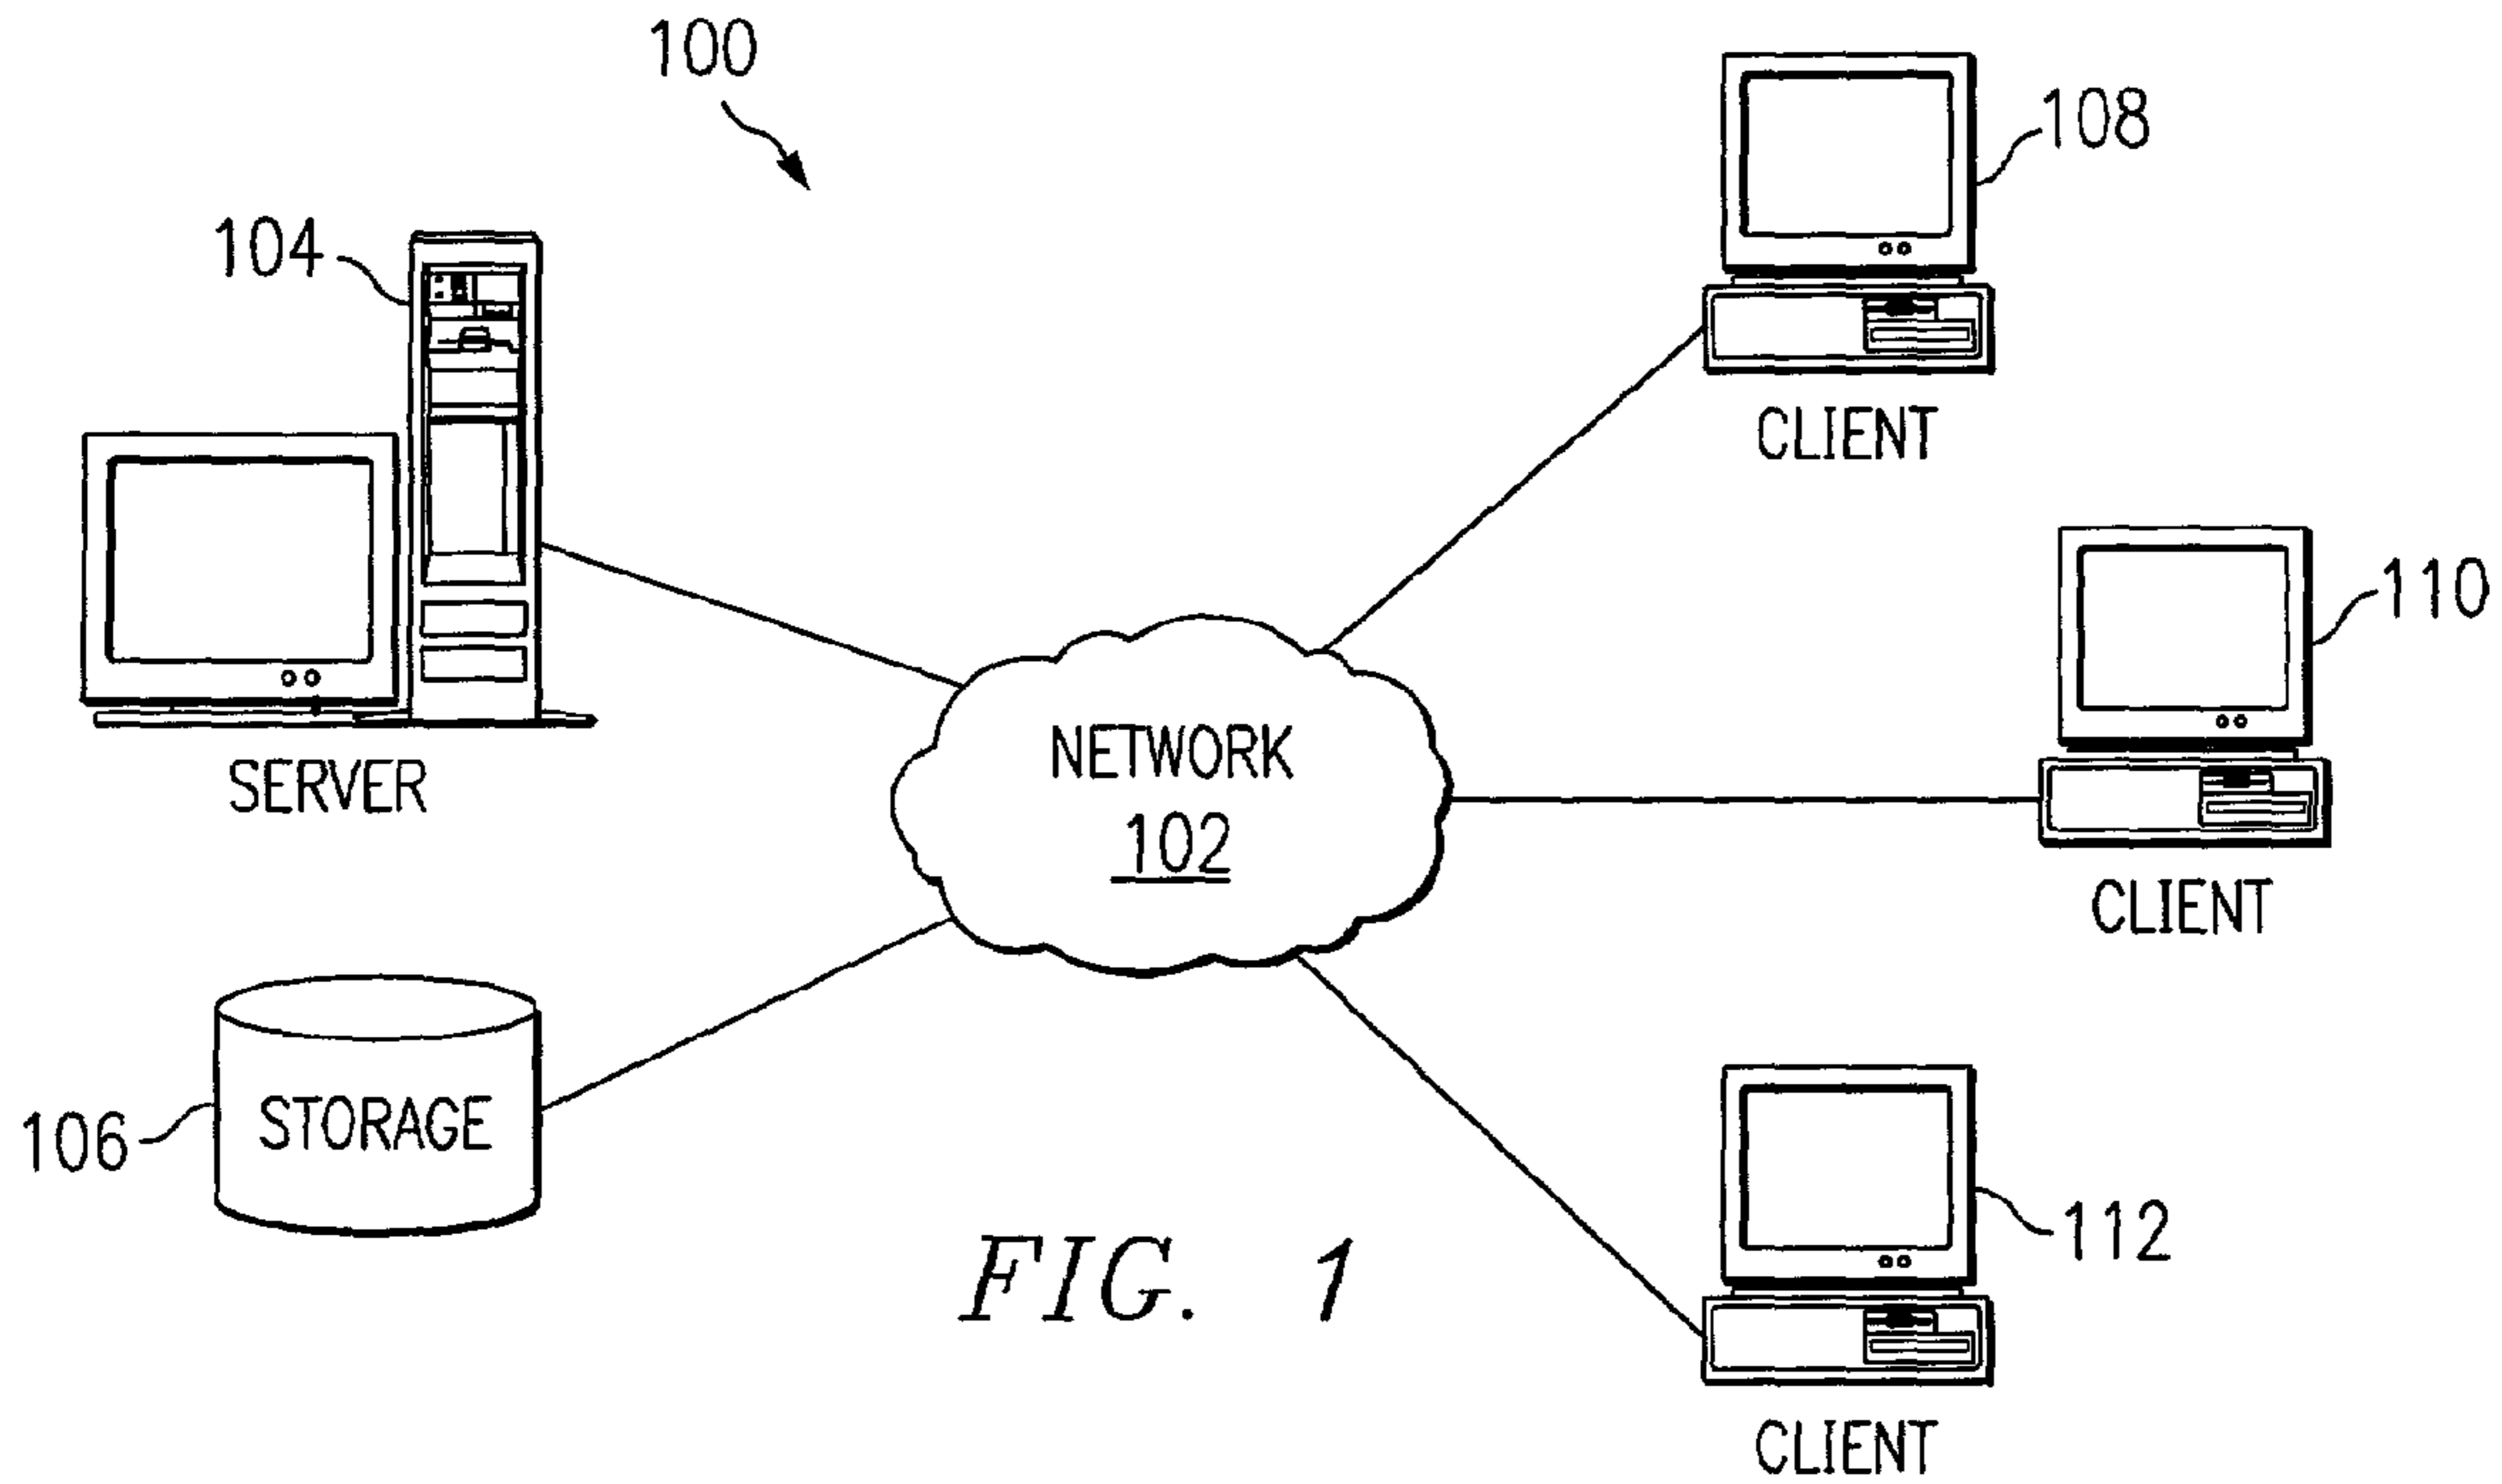 100
108
104
CLIENT
110
NETWORK
102
SERVER
CLIENT
STORAGE
106
112
FIG. 1
CLIENT